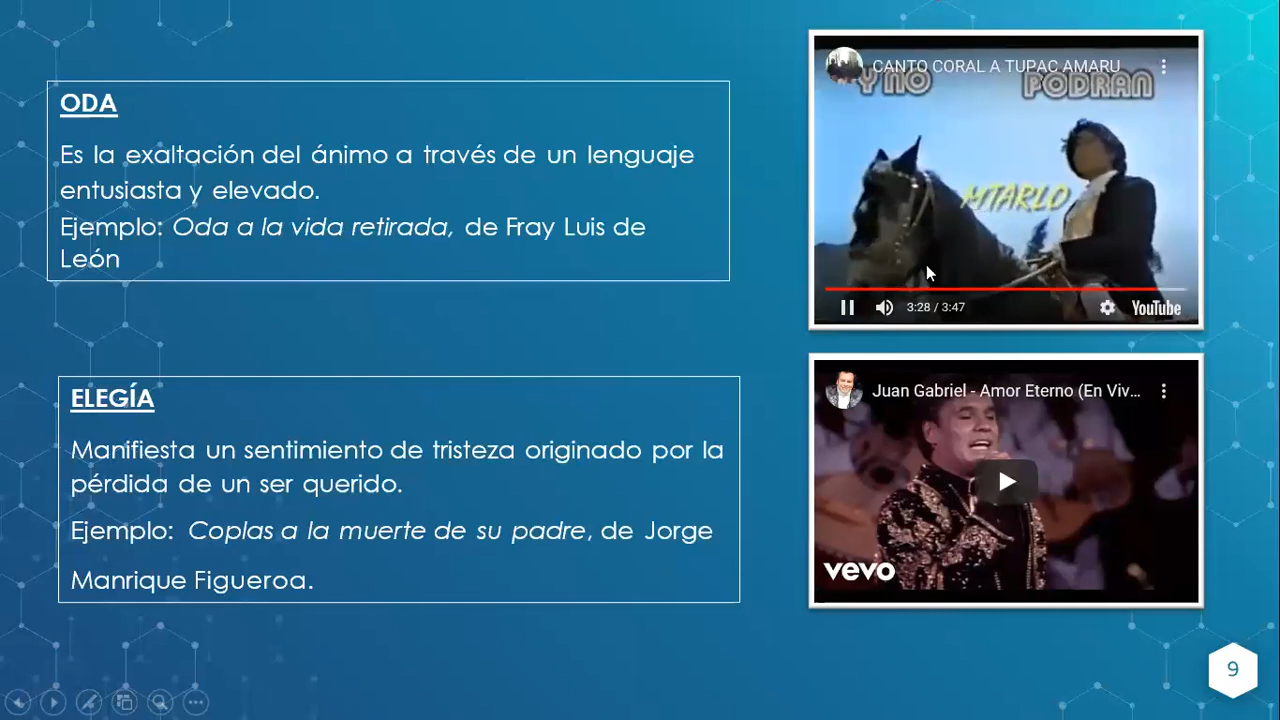 ODA
Es la exaltación del ánimo a través de un lenguaje
entusiasta y elevado.
Ejemplo: Oda a la vida retirada, de Fray Luis de
León
CANTO CORAL A TUPAC AMARU
Y NO PODRAN
MTARLO
3:28 / 3:47
YouTube
ELEGÍA
Manifiesta un sentimiento de tristeza originado por la
pérdida de un ser querido.
Ejemplo: Coplas a la muerte de su padre, de Jorge
Manrique Figueroa.
Juan Gabriel - Amor Eterno (En Viv...
vevo
9